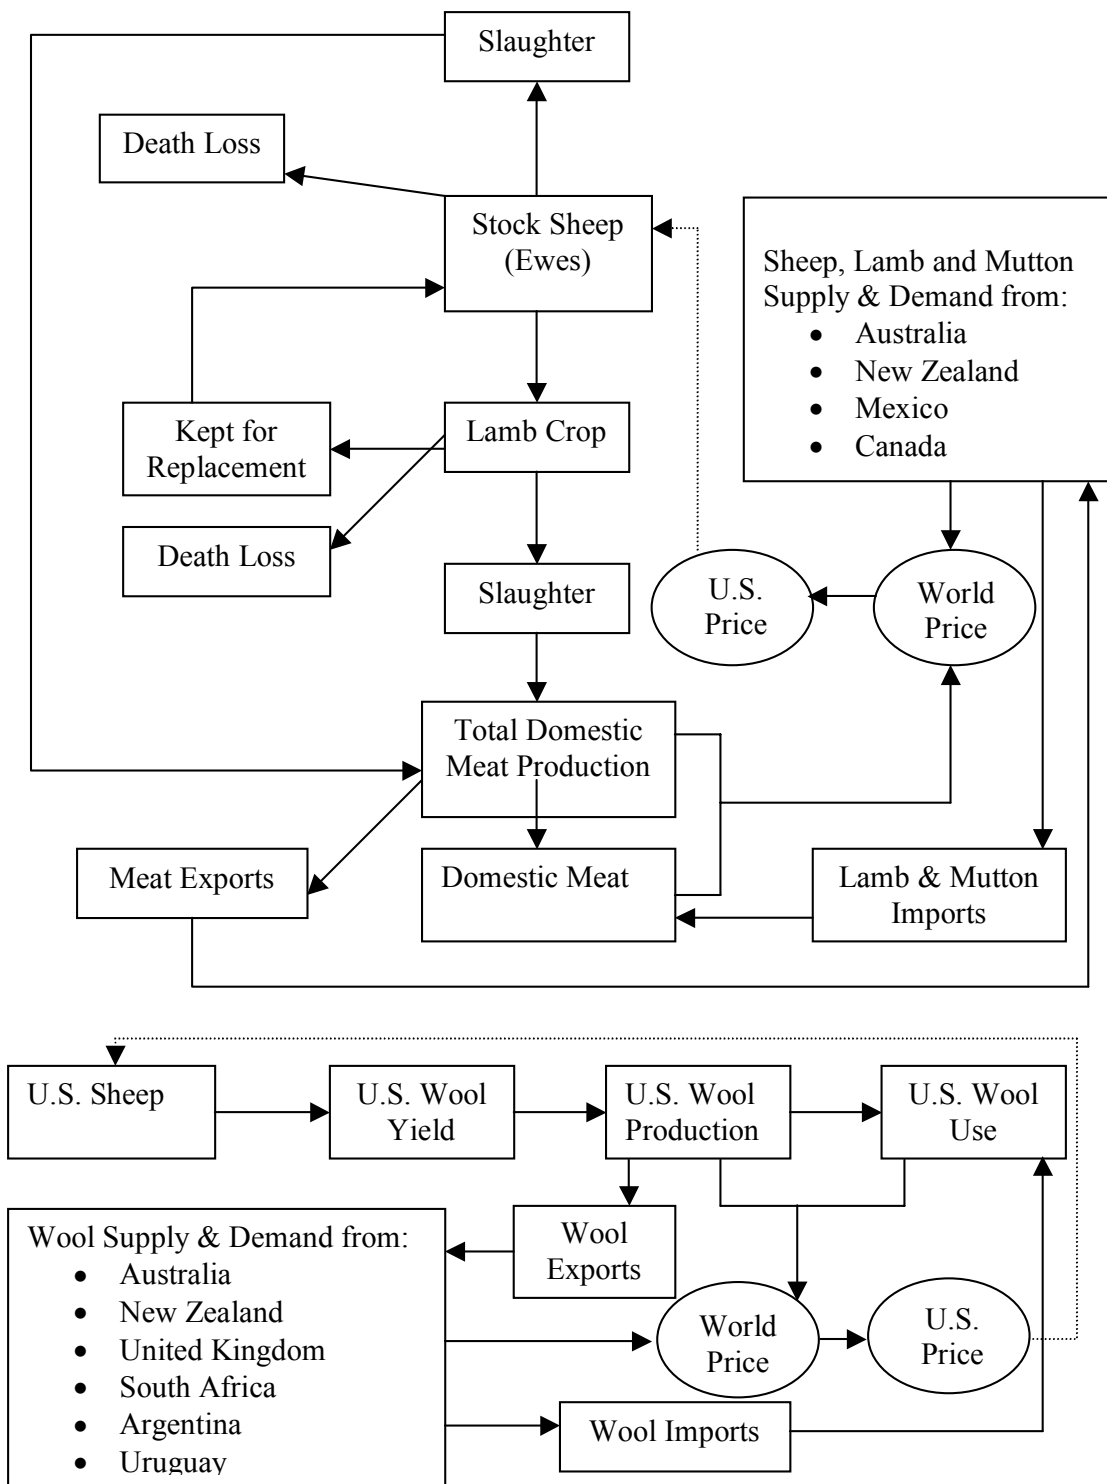 Slaughter
Death Loss
Stock Sheep
(Ewes)
Sheep, Lamb and Mutton
Supply & Demand from:
• Australia
• New Zealand
• Mexico
• Canada
Kept for
Replacement
Lamb Crop
Death Loss
Slaughter
U.S.
Price
World
Price
Total Domestic
Meat Production
Meat Exports
Domestic Meat
Lamb & Mutton
Imports
U.S. Sheep
U.S. Wool
Yield
U.S. Wool
Production
U.S. Wool
Use
Wool Supply & Demand from:
• Australia
• New Zealand
• United Kingdom
• South Africa
• Argentina
• Uruguay
Wool
Exports
World
Price
U.S.
Price
Wool Imports